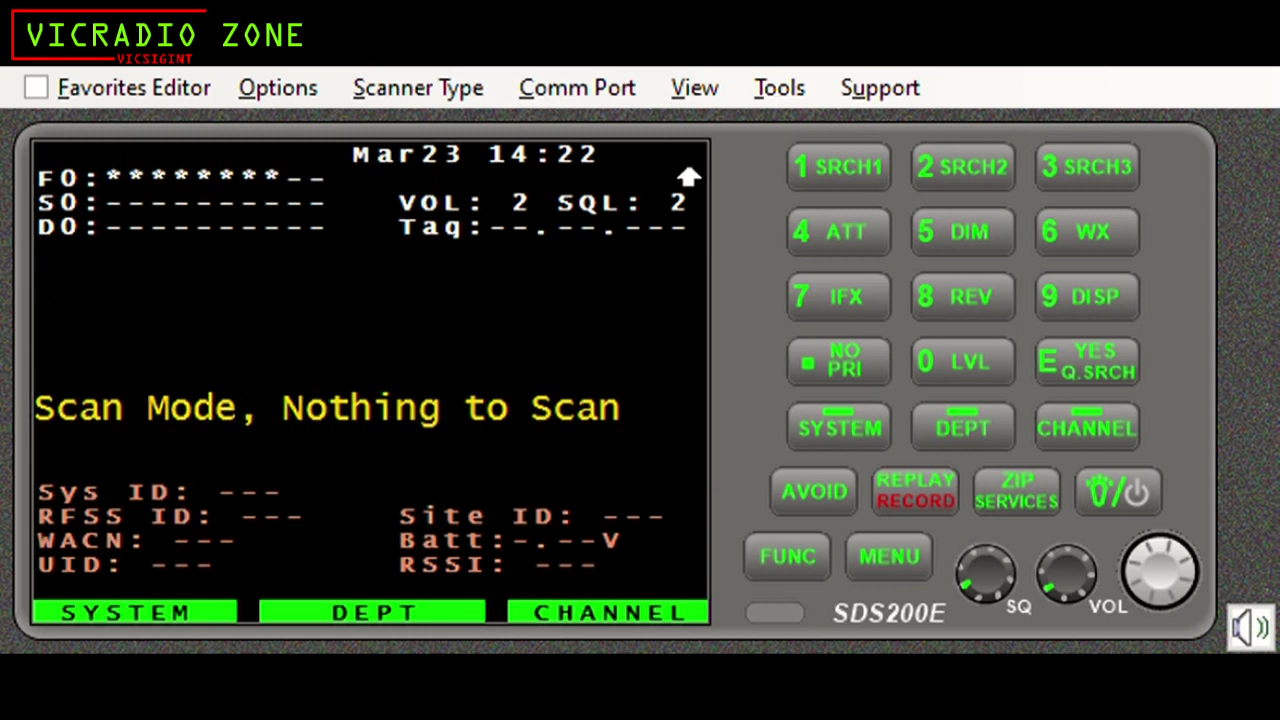 VICRADIO ZONE
VICSIGINT
Favorites Editor Options Scanner Type Comm Port View Tools Support
Mar23 14:22
F0:********--
S0:---------- VOL: 2 SQL: 2
D0:---------- Tag:--.--.---
Scan Mode, Nothing to Scan
Sys ID: ---
RFSS ID: --- Site ID: ---
WACN: --- Batt:-.--V
UID: --- RSSI: ---
SYSTEM DEPT CHANNEL
1 SRCH1 2 SRCH2 3 SRCH3
4 ATT 5 DIM 6 WX
7 IFX 8 REV 9 DISP
. NO PRI 0 LVL E YES Q.SRCH
SYSTEM DEPT CHANNEL
AVOID REPLAY RECORD ZIP SERVICES
FUNC MENU
SQ VOL
SDS200E